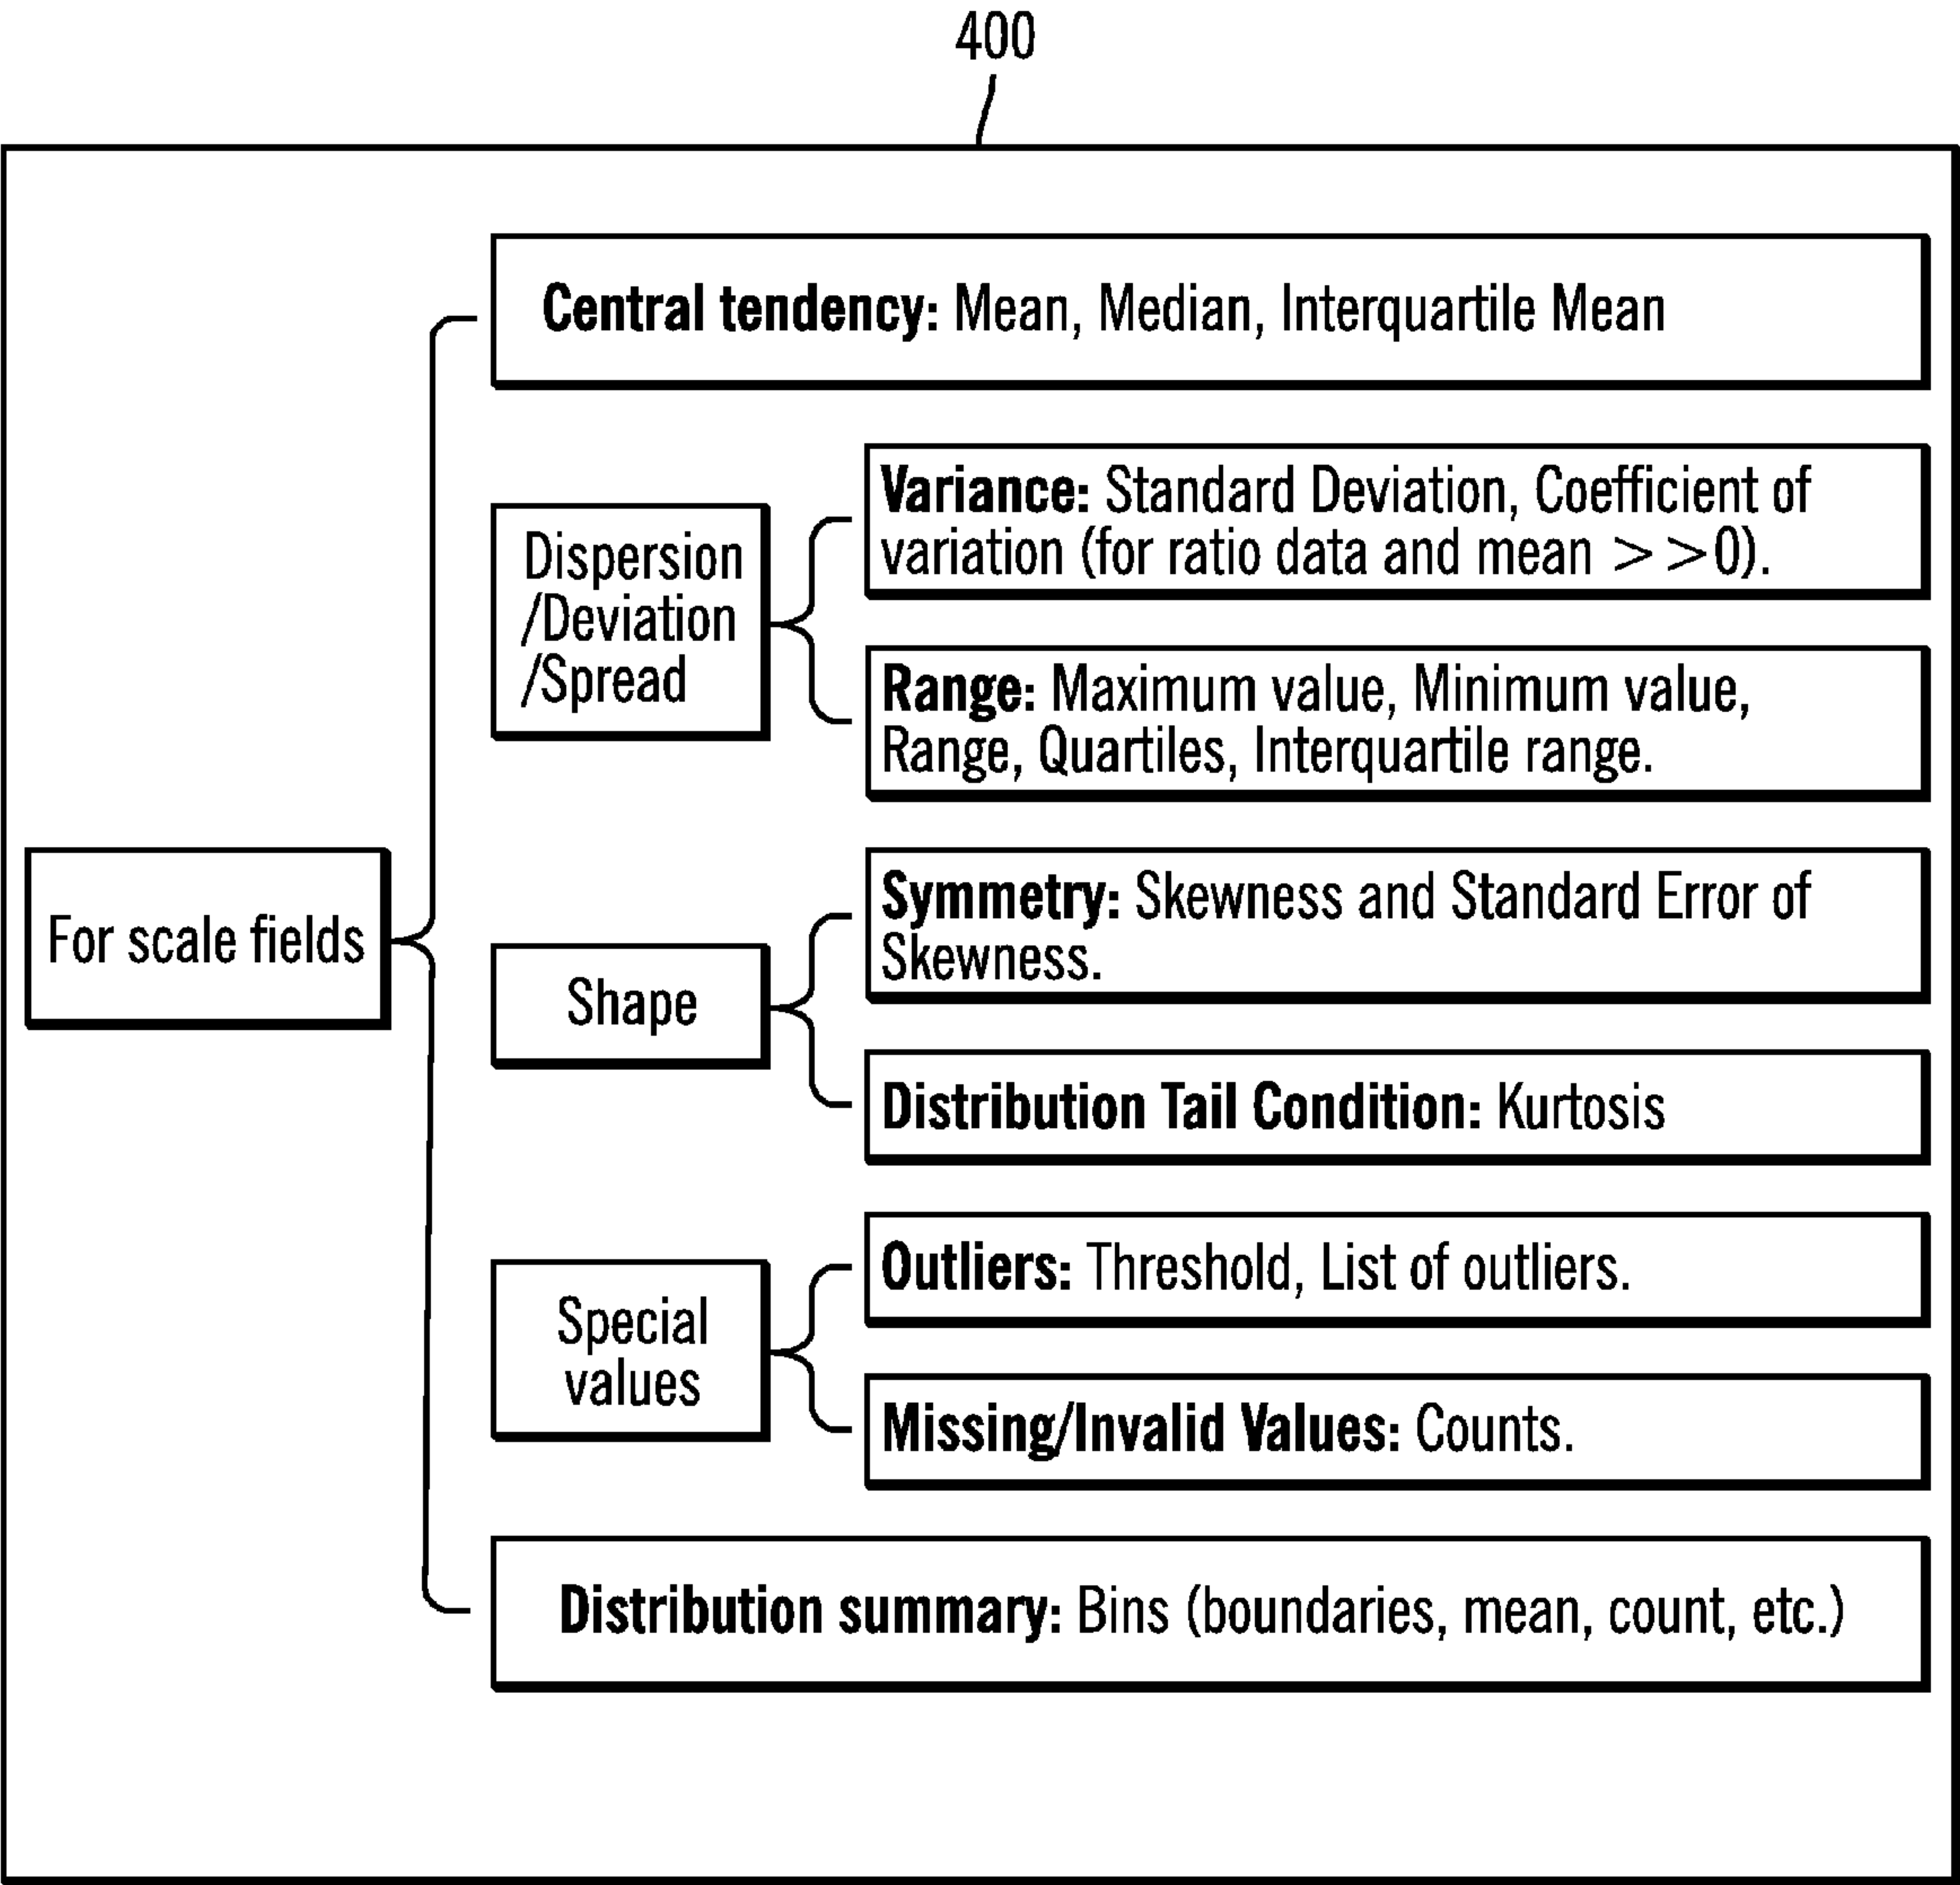 400
Central tendency: Mean, Median, Interquartile Mean
Dispersion
/Deviation
/Spread
Variance: Standard Deviation, Coefficient of
variation (for ratio data and mean > >0).
Range: Maximum value, Minimum value,
Range, Quartiles, Interquartile range.
For scale fields
Shape
Symmetry: Skewness and Standard Error of
Skewness.
Distribution Tail Condition: Kurtosis
Special
values
Outliers: Threshold, List of outliers.
Missing/Invalid Values: Counts.
Distribution summary: Bins (boundaries, mean, count, etc.)